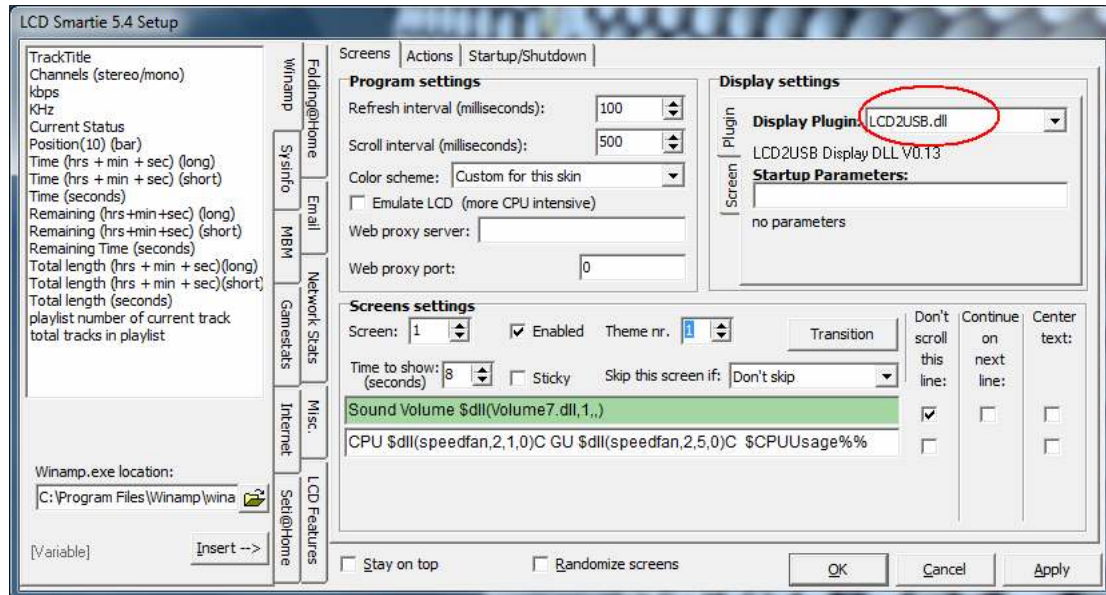 LCD Smartie 5.4 Setup
TrackTitle
Channels (stereo/mono)
kbps
KHz
Current Status
Position(10) (bar)
Time (hrs + min + sec) (long)
Time (hrs + min + sec) (short)
Time (seconds)
Remaining (hrs+min+sec) (long)
Remaining (hrs+min+sec) (short)
Remaining Time (seconds)
Total length (hrs + min + sec)(long)
Total length (hrs + min + sec)(short)
Total length (seconds)
playlist number of current track
total tracks in playlist
Winamp.exe location:
C:\Program Files\Winamp\wina
[Variable]
Insert -->
Winamp
Sysinfo
MBM
Gamestats
Internet
Seti@Home
Folding@Home
Email
Network Stats
Misc.
LCD Features
Screens
Actions
Startup/Shutdown
Program settings
Refresh interval (milliseconds):
100
Scroll interval (milliseconds):
500
Color scheme:
Custom for this skin
Emulate LCD (more CPU intensive)
Web proxy server:
Web proxy port:
0
Display settings
Plugin
Screen
Display Plugin:
LCD2USB.dll
LCD2USB Display DLL V0.13
Startup Parameters:
no parameters
Screens settings
Screen:
1
Enabled
Theme nr.
1
Transition
Time to show:
(seconds)
8
Sticky
Skip this screen if:
Don't skip
Don't
scroll
this
line:
Continue
on
next
line:
Center
text:
Sound Volume $dll(Volume7.dll,1,,)
CPU $dll(speedfan,2,1,0)C GU $dll(speedfan,2,5,0)C $CPUUsage%%
Stay on top
Randomize screens
OK
Cancel
Apply